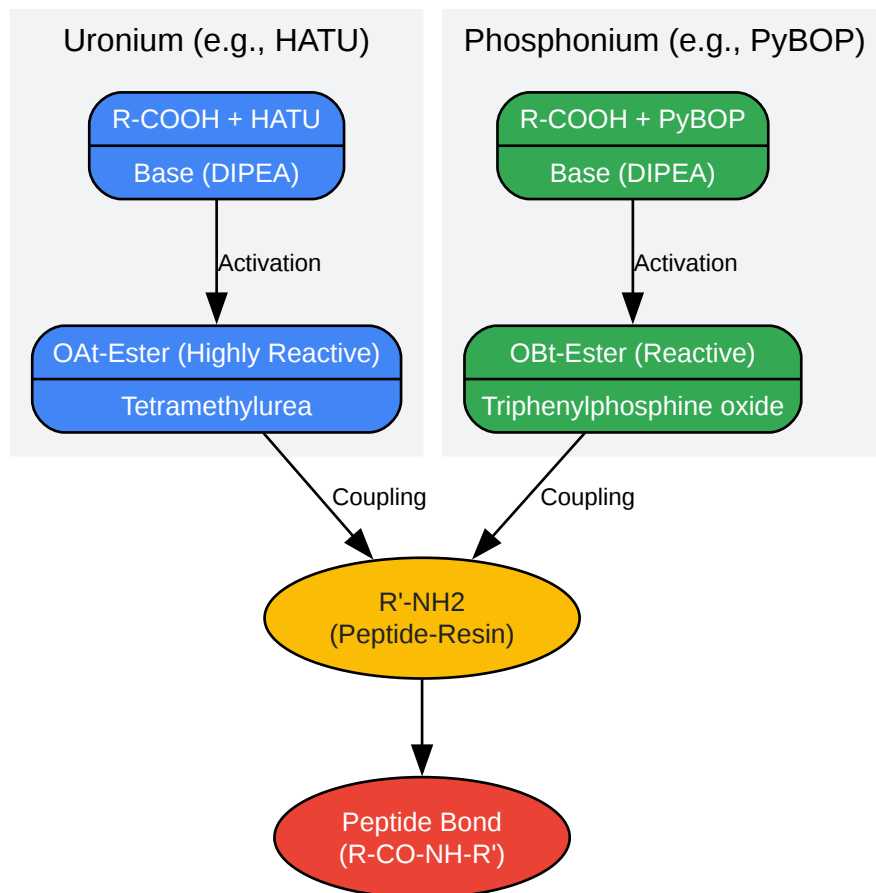 Uronium (e.g., HATU)
R-COOH + HATU
Base (DIPEA)
Activation
OAt-Ester (Highly Reactive)
Tetramethylurea
Coupling
Phosphonium (e.g., PyBOP)
R-COOH + PyBOP
Base (DIPEA)
Activation
OBt-Ester (Reactive)
Triphenylphosphine oxide
Coupling
R'-NH2
(Peptide-Resin)
Peptide Bond
(R-CO-NH-R')